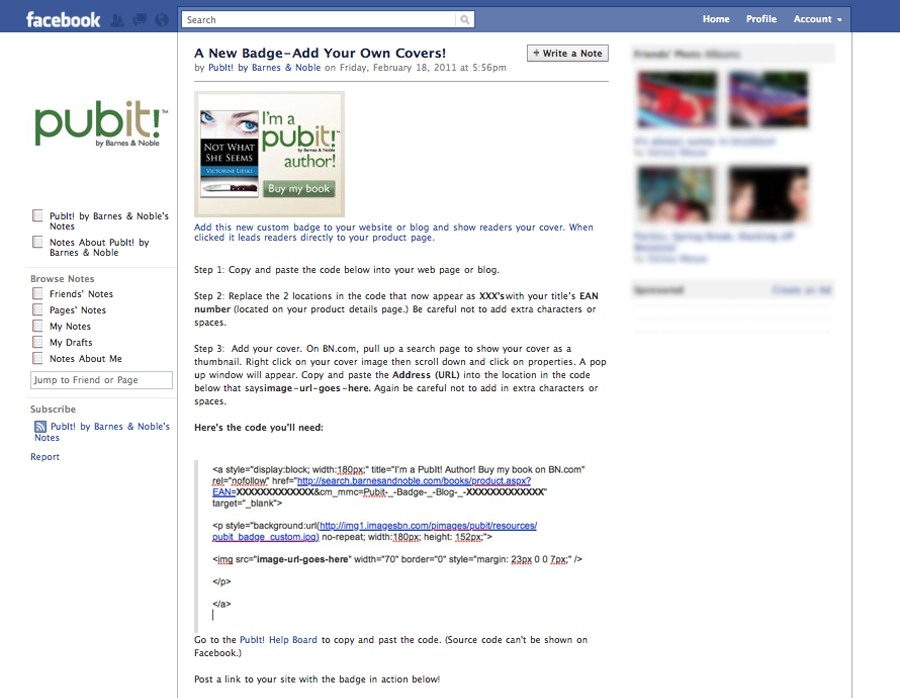 facebook
Search
Home Profile Account
A New Badge-Add Your Own Covers!
by PubIt! by Barnes & Noble on Friday, February 18, 2011 at 5:56pm
+ Write a Note
pubit!™
by Barnes & Noble
PubIt! by Barnes & Noble's
Notes
Notes About PubIt! by
Barnes & Noble
Browse Notes
Friends' Notes
Pages' Notes
My Notes
My Drafts
Notes About Me
Jump to Friend or Page
Subscribe
PubIt! by Barnes & Noble's
Notes
Report
NOT WHAT
SHE SEEMS
VICTORINE LIESKE
I'm a
pubit!™
by Barnes & Noble
author!
Buy my book
Add this new custom badge to your website or blog and show readers your cover. When
clicked it leads readers directly to your product page.
Step 1: Copy and paste the code below into your web page or blog.
Step 2: Replace the 2 locations in the code that now appear as XXX'swith your title's EAN
number (located on your product details page.) Be careful not to add extra characters or
spaces.
Step 3:  Add your cover. On BN.com, pull up a search page to show your cover as a
thumbnail. Right click on your cover image then scroll down and click on properties. A pop
up window will appear. Copy and paste the Address (URL) into the location in the code
below that saysimage-url-goes-here. Again be careful not to add in extra characters or
spaces.
Here's the code you'll need:
<a style="display:block; width:180px;" title="I'm a PubIt! Author! Buy my book on BN.com"
rel="nofollow" href="http://search.barnesandnoble.com/books/product.aspx?
EAN=XXXXXXXXXXXXX&cm_mmc=Pubit-_-Badge-_-Blog-_-XXXXXXXXXXXXX"
target="_blank">
<p style="background:url(http://img1.imagesbn.com/pimages/pubit/resources/
pubit_badge_custom.jpg) no-repeat; width:180px; height: 152px;">
<img src="image-url-goes-here" width="70" border="0" style="margin: 23px 0 0 7px;" />
</p>
</a>
Go to the PubIt! Help Board to copy and past the code. (Source code can't be shown on
Facebook.)
Post a link to your site with the badge in action below!
Friends' Photo Albums
Sponsored
Create an Ad